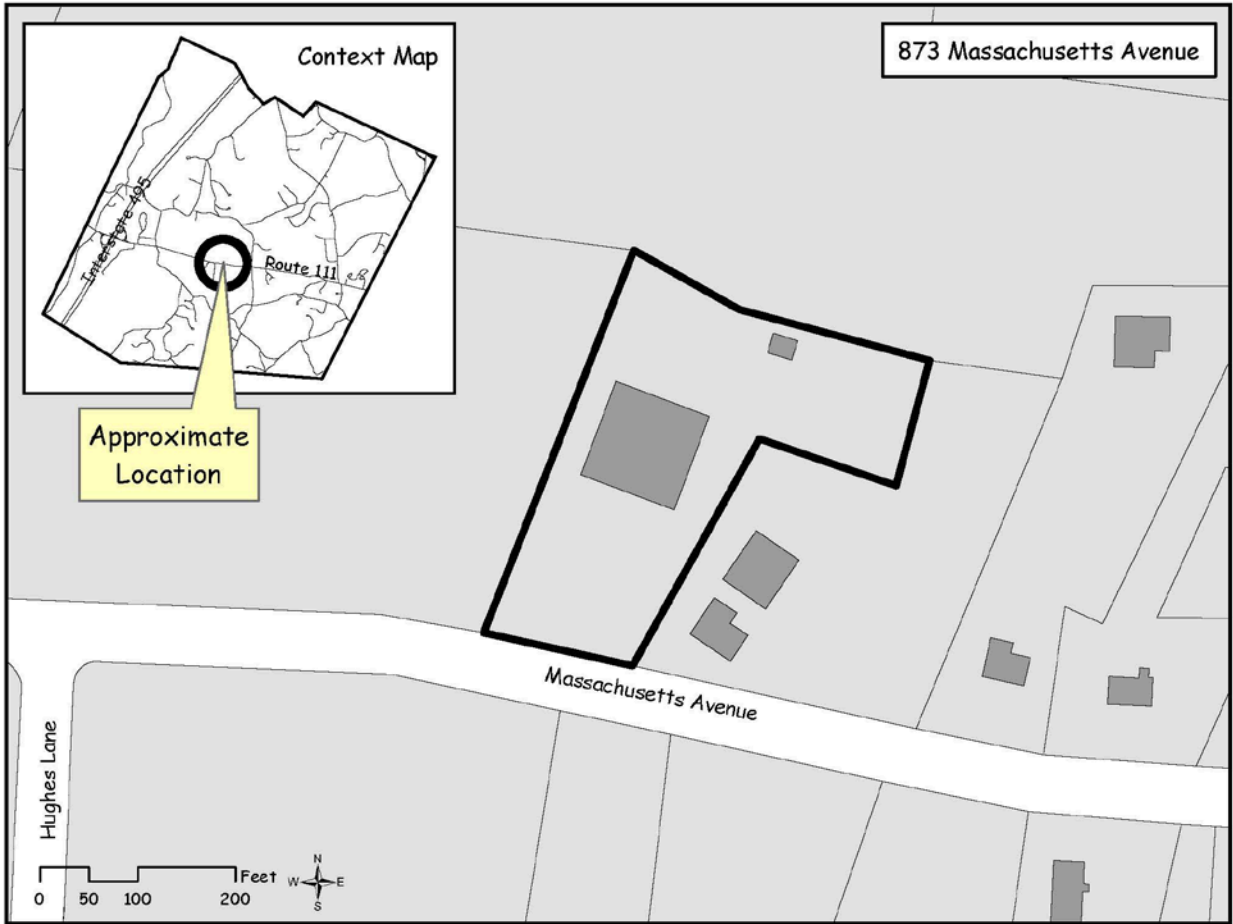 Context Map
873 Massachusetts Avenue
Interstate 495
Route 111
Approximate
Location
Massachusetts Avenue
Hughes Lane
Feet
0 50 100 200
N
W E
S